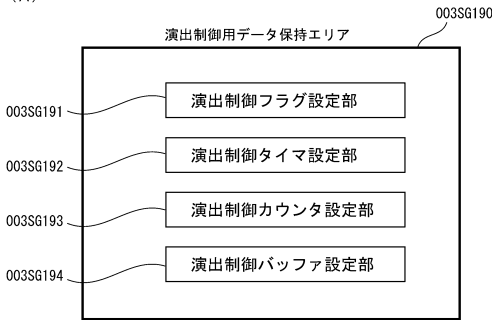 003SG190
演出制御用データ保持エリア
003SG191
演出制御フラグ設定部
003SG192
演出制御タイマ設定部
003SG193
演出制御カウンタ設定部
003SG194
演出制御バッファ設定部